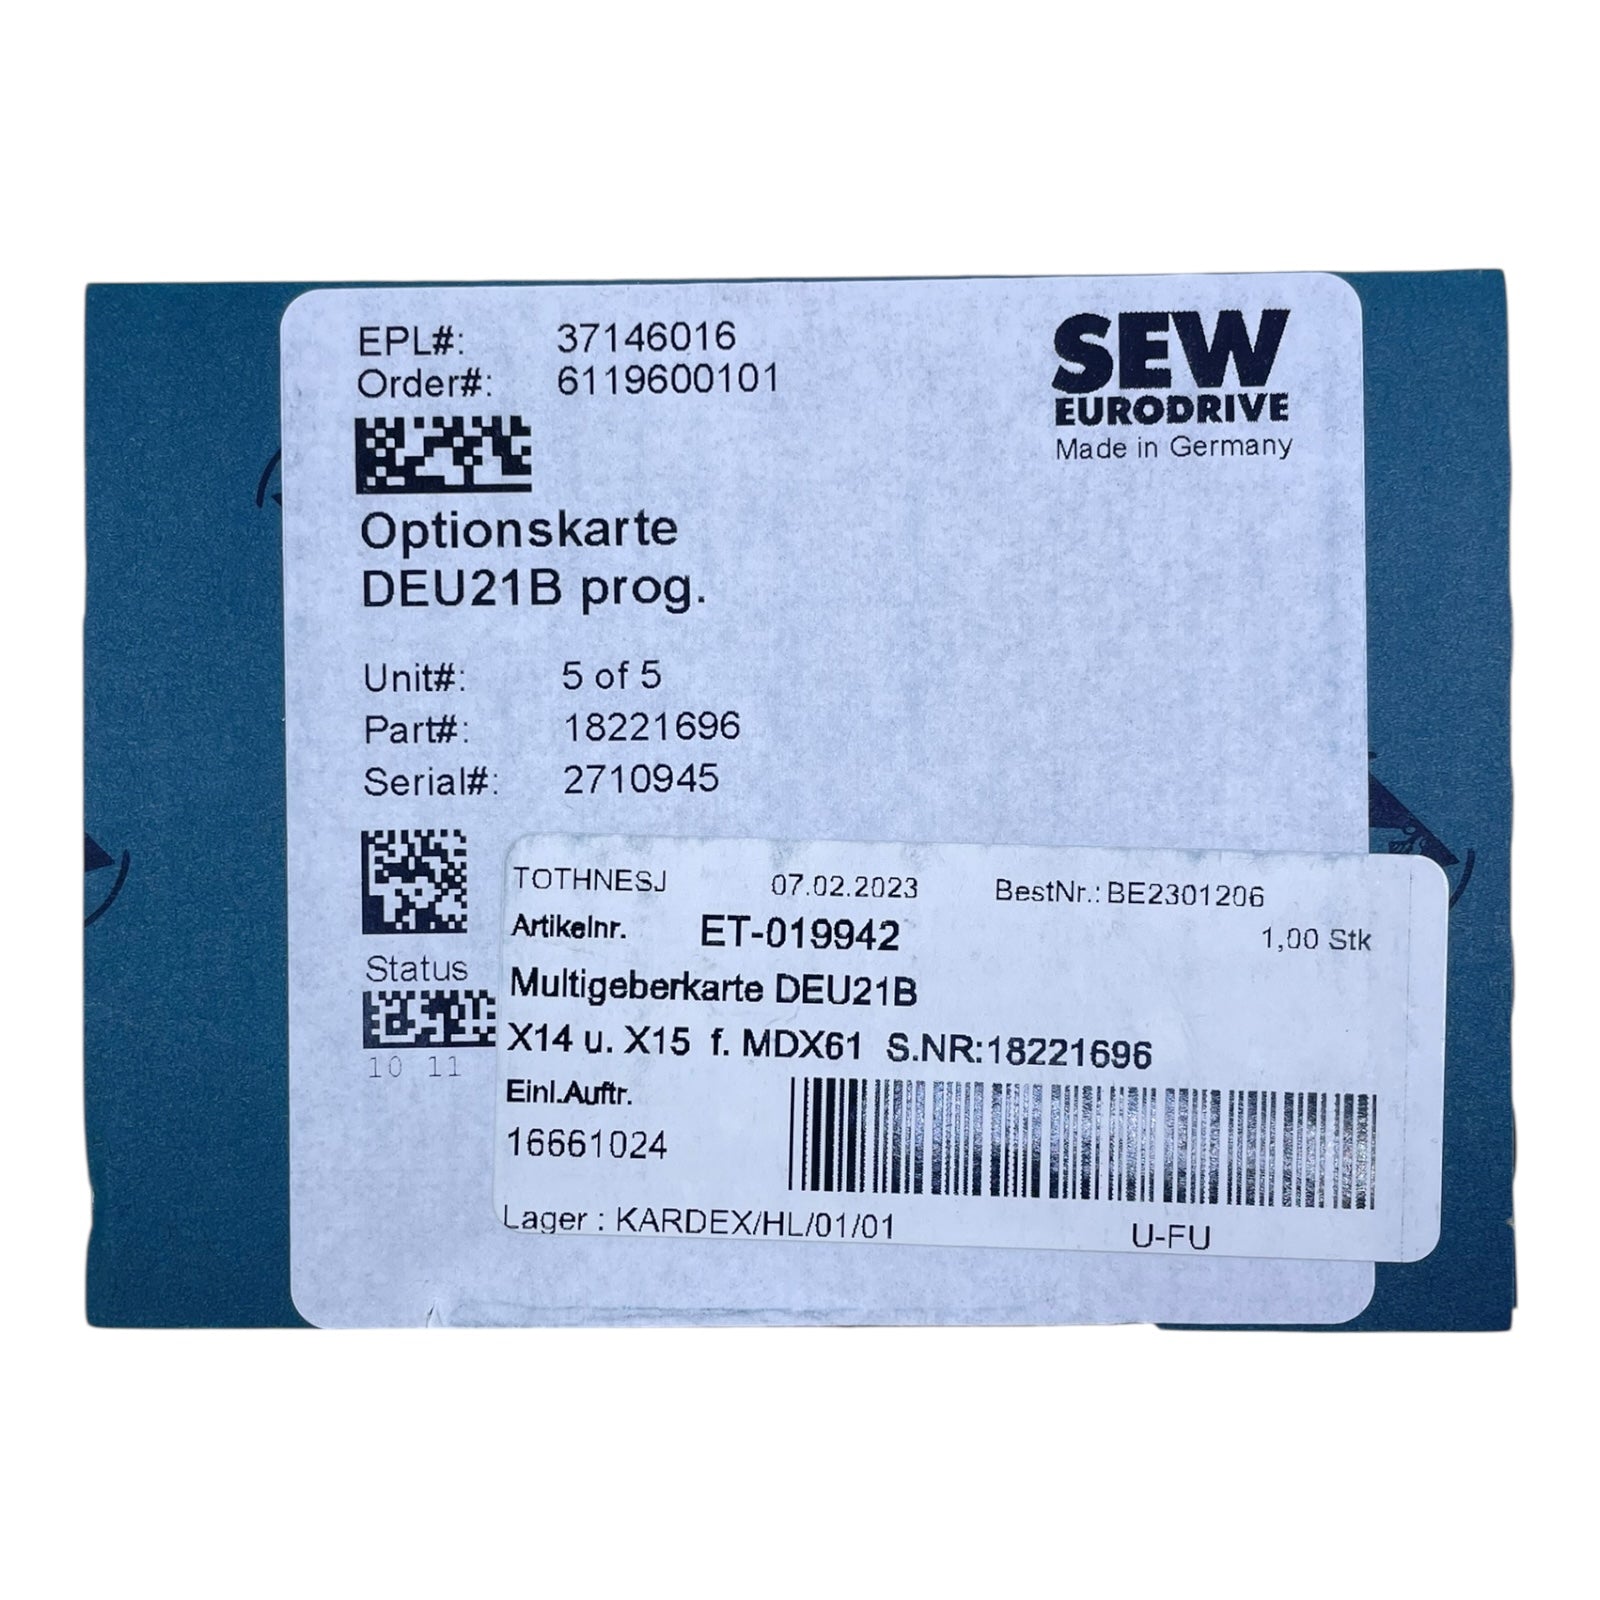 EPL#: 37146016
Order#: 6119600101
SEW
EURODRIVE
Made in Germany
Optionskarte
DEU21B prog.
Unit#: 5 of 5
Part#: 18221696
Serial#: 2710945
Status
10 11
TOTHNESJ 07.02.2023 BestNr.: BE2301206
Artikelnr. ET-019942 1,00 Stk
Multigeberkarte DEU21B
X14 u. X15 f. MDX61 S.NR:18221696
Einl.Auftr.
16661024
Lager : KARDEX/HL/01/01 U-FU